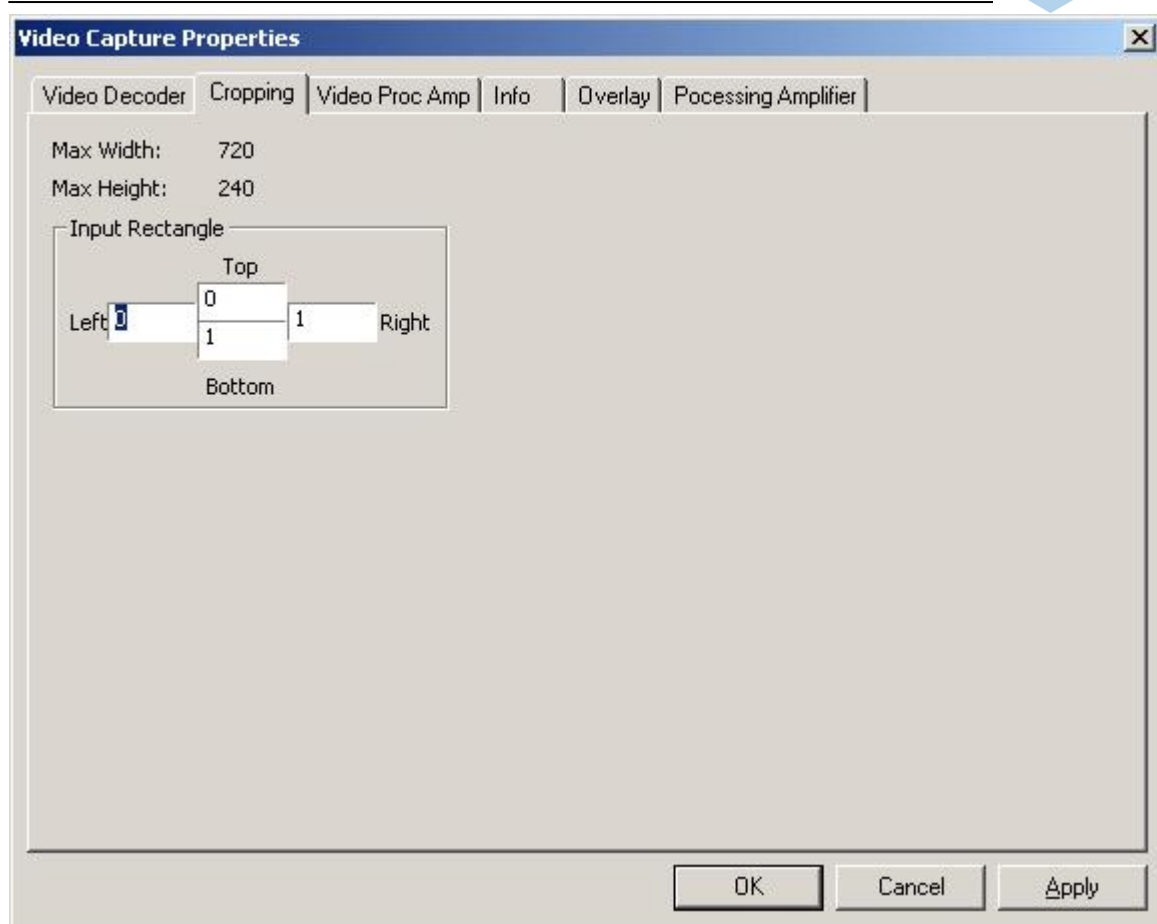 Video Capture Properties
Video Decoder Cropping Video Proc Amp Info Overlay Pocessing Amplifier
Max Width: 720
Max Height: 240
Input Rectangle
Top
0
Left 0 1 Right
1
Bottom
OK Cancel Apply